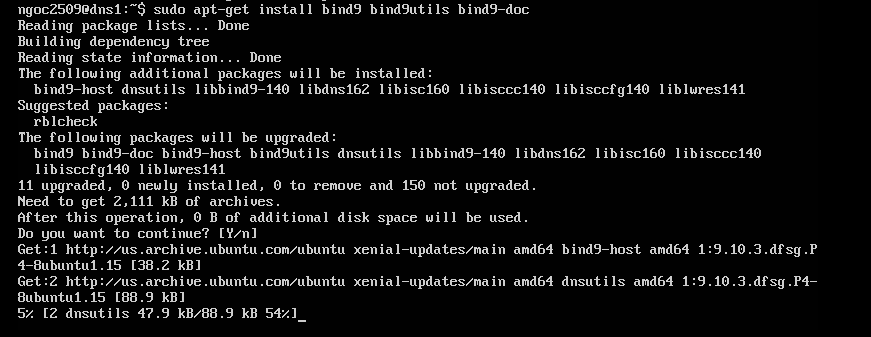 ngoc2509@dns1:~$ sudo apt-get install bind9 bind9utils bind9-doc
Reading package lists... Done
Building dependency tree
Reading state information... Done
The following additional packages will be installed:
  bind9-host dnsutils libbind9-140 libdns162 libisc160 libisccc140 libisccfg140 liblwres141
Suggested packages:
  rblcheck
The following packages will be upgraded:
  bind9 bind9-doc bind9-host bind9utils dnsutils libbind9-140 libdns162 libisc160 libisccc140
  libisccfg140 liblwres141
11 upgraded, 0 newly installed, 0 to remove and 150 not upgraded.
Need to get 2,111 kB of archives.
After this operation, 0 B of additional disk space will be used.
Do you want to continue? [Y/n]
Get:1 http://us.archive.ubuntu.com/ubuntu xenial-updates/main amd64 bind9-host amd64 1:9.10.3.dfsg.P
4-8ubuntu1.15 [38.2 kB]
Get:2 http://us.archive.ubuntu.com/ubuntu xenial-updates/main amd64 dnsutils amd64 1:9.10.3.dfsg.P4-
8ubuntu1.15 [88.9 kB]
5% [2 dnsutils 47.9 kB/88.9 kB 54%]_